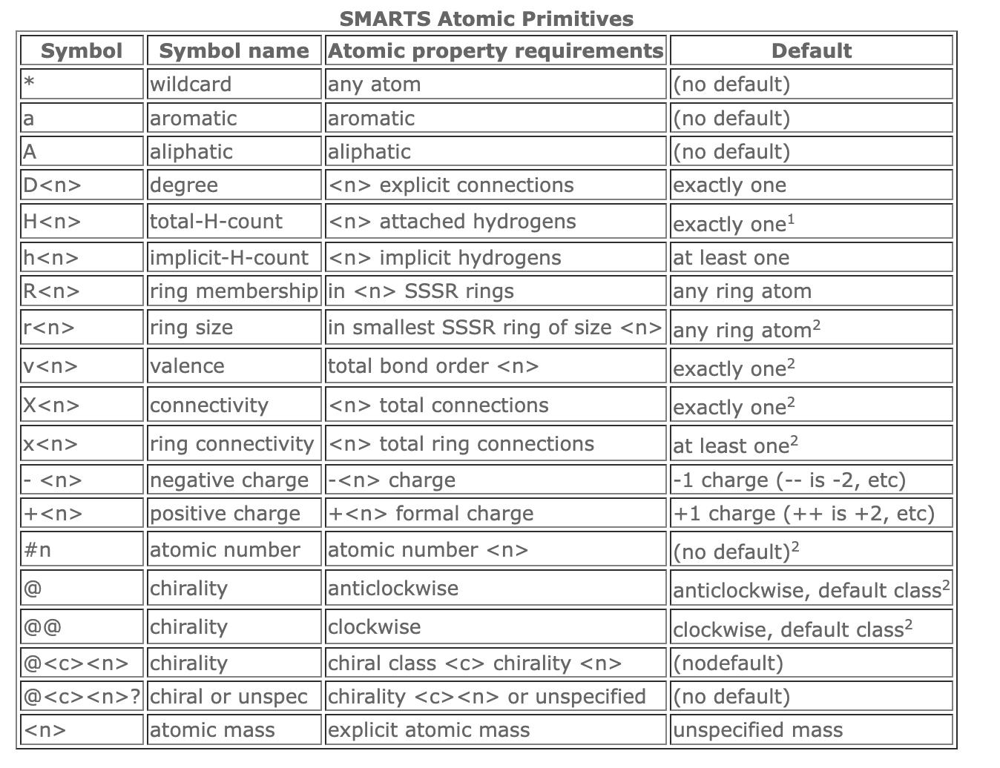 SMARTS Atomic Primitives
Symbol Symbol name Atomic property requirements Default
* wildcard any atom (no default)
a aromatic aromatic (no default)
A aliphatic aliphatic (no default)
D<n> degree <n> explicit connections exactly one
H<n> total-H-count <n> attached hydrogens exactly one¹
h<n> implicit-H-count <n> implicit hydrogens at least one
R<n> ring membership in <n> SSSR rings any ring atom
r<n> ring size in smallest SSSR ring of size <n> any ring atom²
v<n> valence total bond order <n> exactly one²
X<n> connectivity <n> total connections exactly one²
x<n> ring connectivity <n> total ring connections at least one²
- <n> negative charge -<n> charge -1 charge (-- is -2, etc)
+<n> positive charge +<n> formal charge +1 charge (++ is +2, etc)
#n atomic number atomic number <n> (no default)²
@ chirality anticlockwise anticlockwise, default class²
@@ chirality clockwise clockwise, default class²
@<c><n> chirality chiral class <c> chirality <n> (nodefault)
@<c><n>? chiral or unspec chirality <c><n> or unspecified (no default)
<n> atomic mass explicit atomic mass unspecified mass